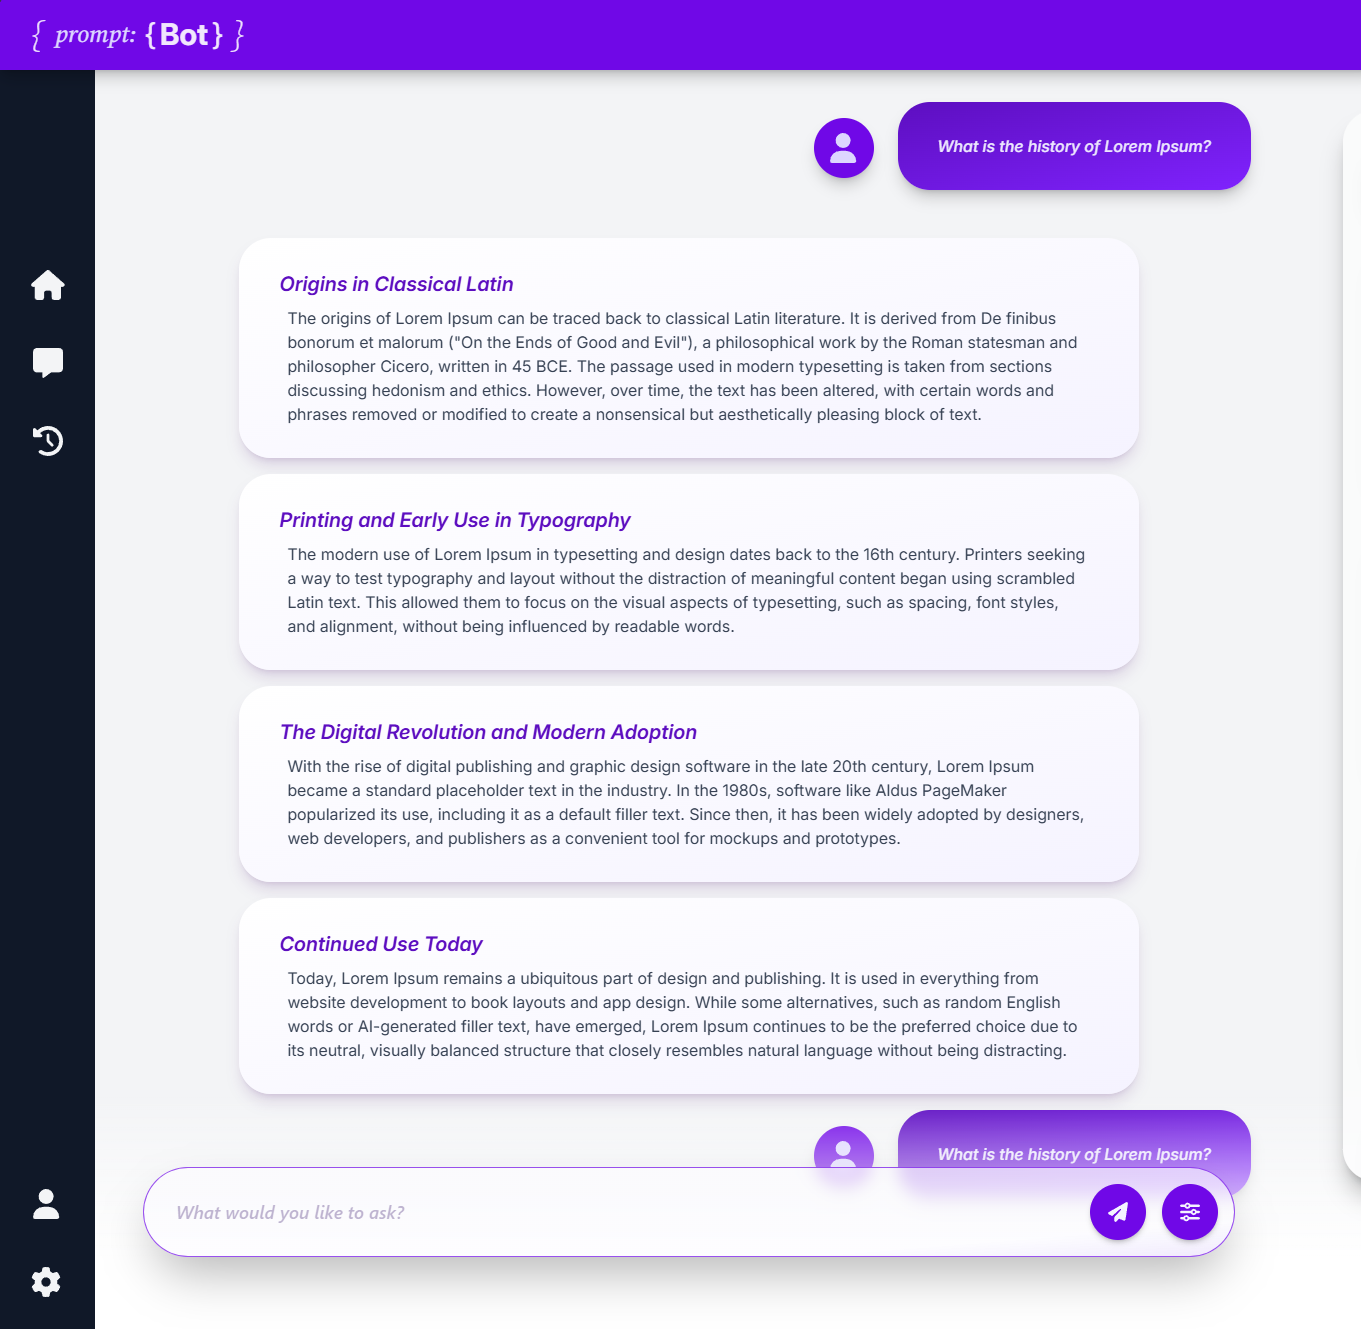 { prompt: {Bot} }
What is the history of Lorem Ipsum?
Origins in Classical Latin
The origins of Lorem Ipsum can be traced back to classical Latin literature. It is derived from De finibus
bonorum et malorum ("On the Ends of Good and Evil"), a philosophical work by the Roman statesman and
philosopher Cicero, written in 45 BCE. The passage used in modern typesetting is taken from sections
discussing hedonism and ethics. However, over time, the text has been altered, with certain words and
phrases removed or modified to create a nonsensical but aesthetically pleasing block of text.
Printing and Early Use in Typography
The modern use of Lorem Ipsum in typesetting and design dates back to the 16th century. Printers seeking
a way to test typography and layout without the distraction of meaningful content began using scrambled
Latin text. This allowed them to focus on the visual aspects of typesetting, such as spacing, font styles,
and alignment, without being influenced by readable words.
The Digital Revolution and Modern Adoption
With the rise of digital publishing and graphic design software in the late 20th century, Lorem Ipsum
became a standard placeholder text in the industry. In the 1980s, software like Aldus PageMaker
popularized its use, including it as a default filler text. Since then, it has been widely adopted by designers,
web developers, and publishers as a convenient tool for mockups and prototypes.
Continued Use Today
Today, Lorem Ipsum remains a ubiquitous part of design and publishing. It is used in everything from
website development to book layouts and app design. While some alternatives, such as random English
words or AI-generated filler text, have emerged, Lorem Ipsum continues to be the preferred choice due to
its neutral, visually balanced structure that closely resembles natural language without being distracting.
What is the history of Lorem Ipsum?
What would you like to ask?